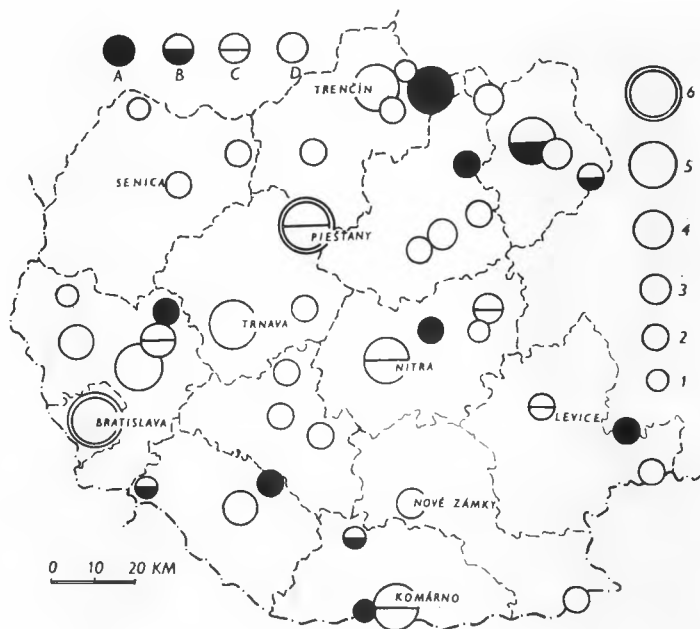 A B C D
TRENČÍN
6
5
SENICA
PIEŠŤANY
4
3
TRNAVA
2
NITRA
1
BRATISLAVA
LEVICE
NOVÉ ZÁMKY
0 10 20 KM
KOMÁRNO